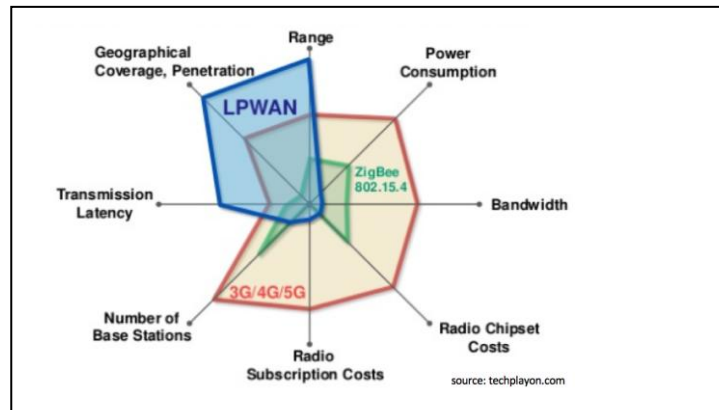 Range
Geographical
Coverage, Penetration
Power
Consumption
LPWAN
ZigBee
802.15.4
Transmission
Latency
Bandwidth
3G/4G/5G
Number of
Base Stations
Radio Chipset
Costs
Radio
Subscription Costs
source: techplayon.com